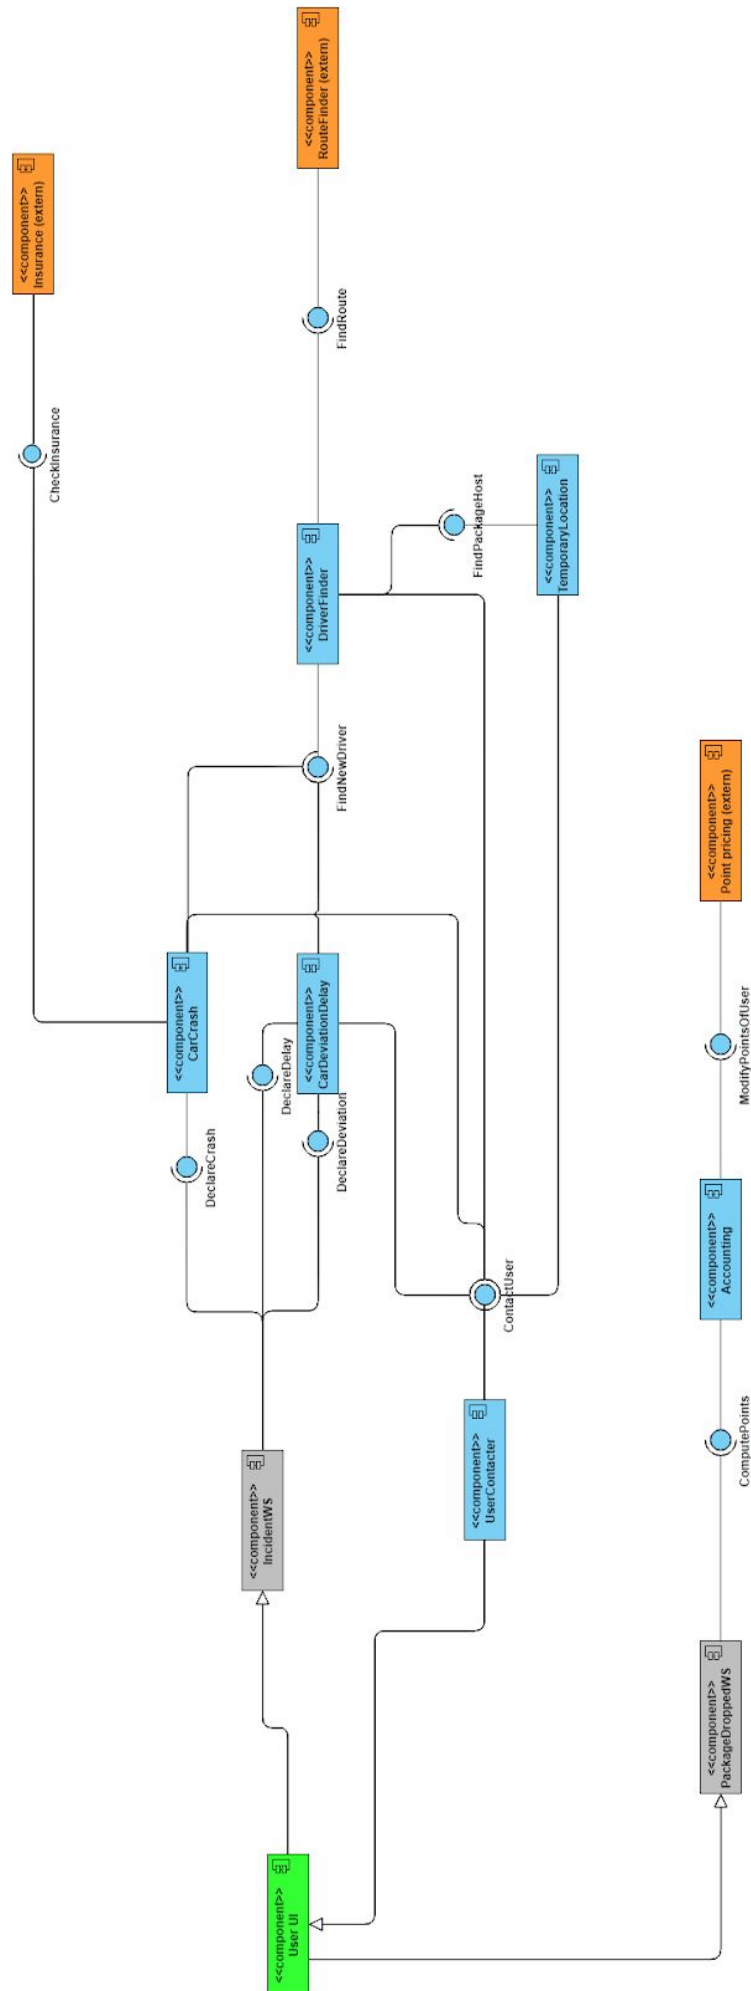 <<component>>
Insurance (extern)
<<component>>
RouteFinder (extern)
CheckInsurance
FindRoute
<<component>>
DriverFinder
FindPackageHost
<<component>>
TemporaryLocation
FindNewDriver
<<component>>
Point pricing (extern)
<<component>>
CarCrash
<<component>>
CarDeviationDelay
DeclareCrash
DeclareDelay
DeclareDeviation
ModifyPointsOfUser
ContactUser
<<component>>
Accounting
<<component>>
IncidentWS
<<component>>
UserContacter
ComputePoints
<<component>>
PackageDroppedWS
<<component>>
User UI